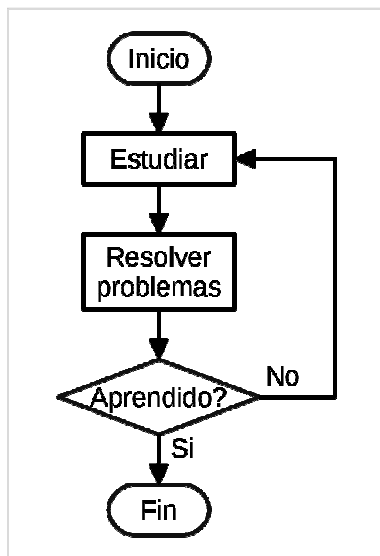 Inicio
Estudiar
Resolver
problemas
Aprendido?
No
Si
Fin